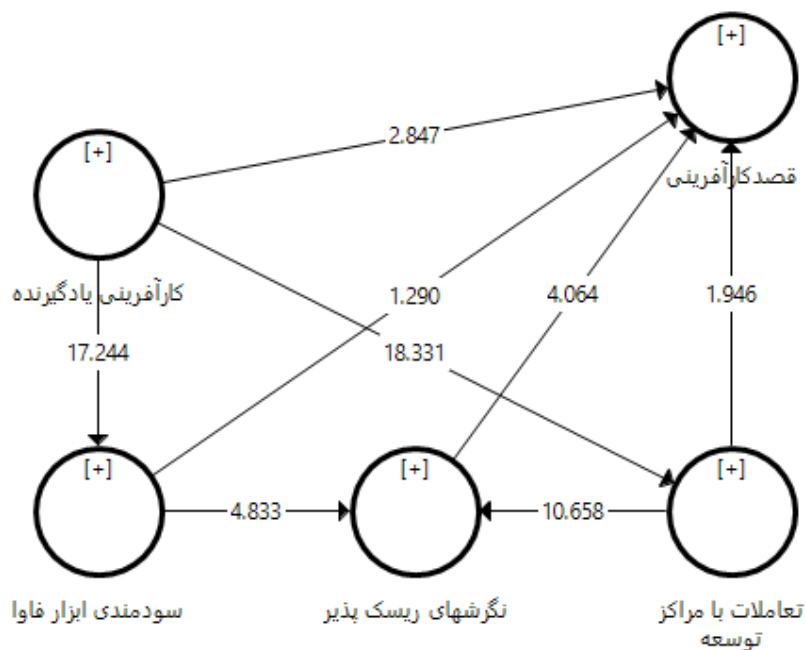 [+]
قصدکارآفرینی
[+]
کارآفرینی یادگیرنده
2.847
1.290
4.064
1.946
17.244
18.331
[+]
[+]
[+]
4.833
10.658
سودمندی ابزار فاوا
نگرشهای ریسک پذیر
تعاملات با مراکز
توسعه